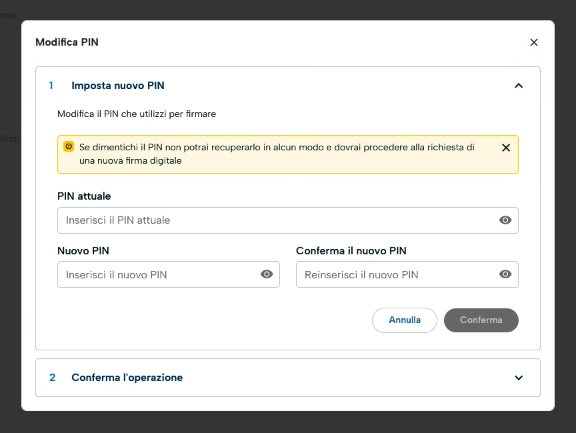 Modifica PIN
1 Imposta nuovo PIN
Modifica il PIN che utilizzi per firmare
Se dimentichi il PIN non potrai recuperarlo in alcun modo e dovrai procedere alla richiesta di
una nuova firma digitale
PIN attuale
Inserisci il PIN attuale
Nuovo PIN
Inserisci il nuovo PIN
Conferma il nuovo PIN
Reinserisci il nuovo PIN
Annulla
Conferma
2 Conferma l'operazione